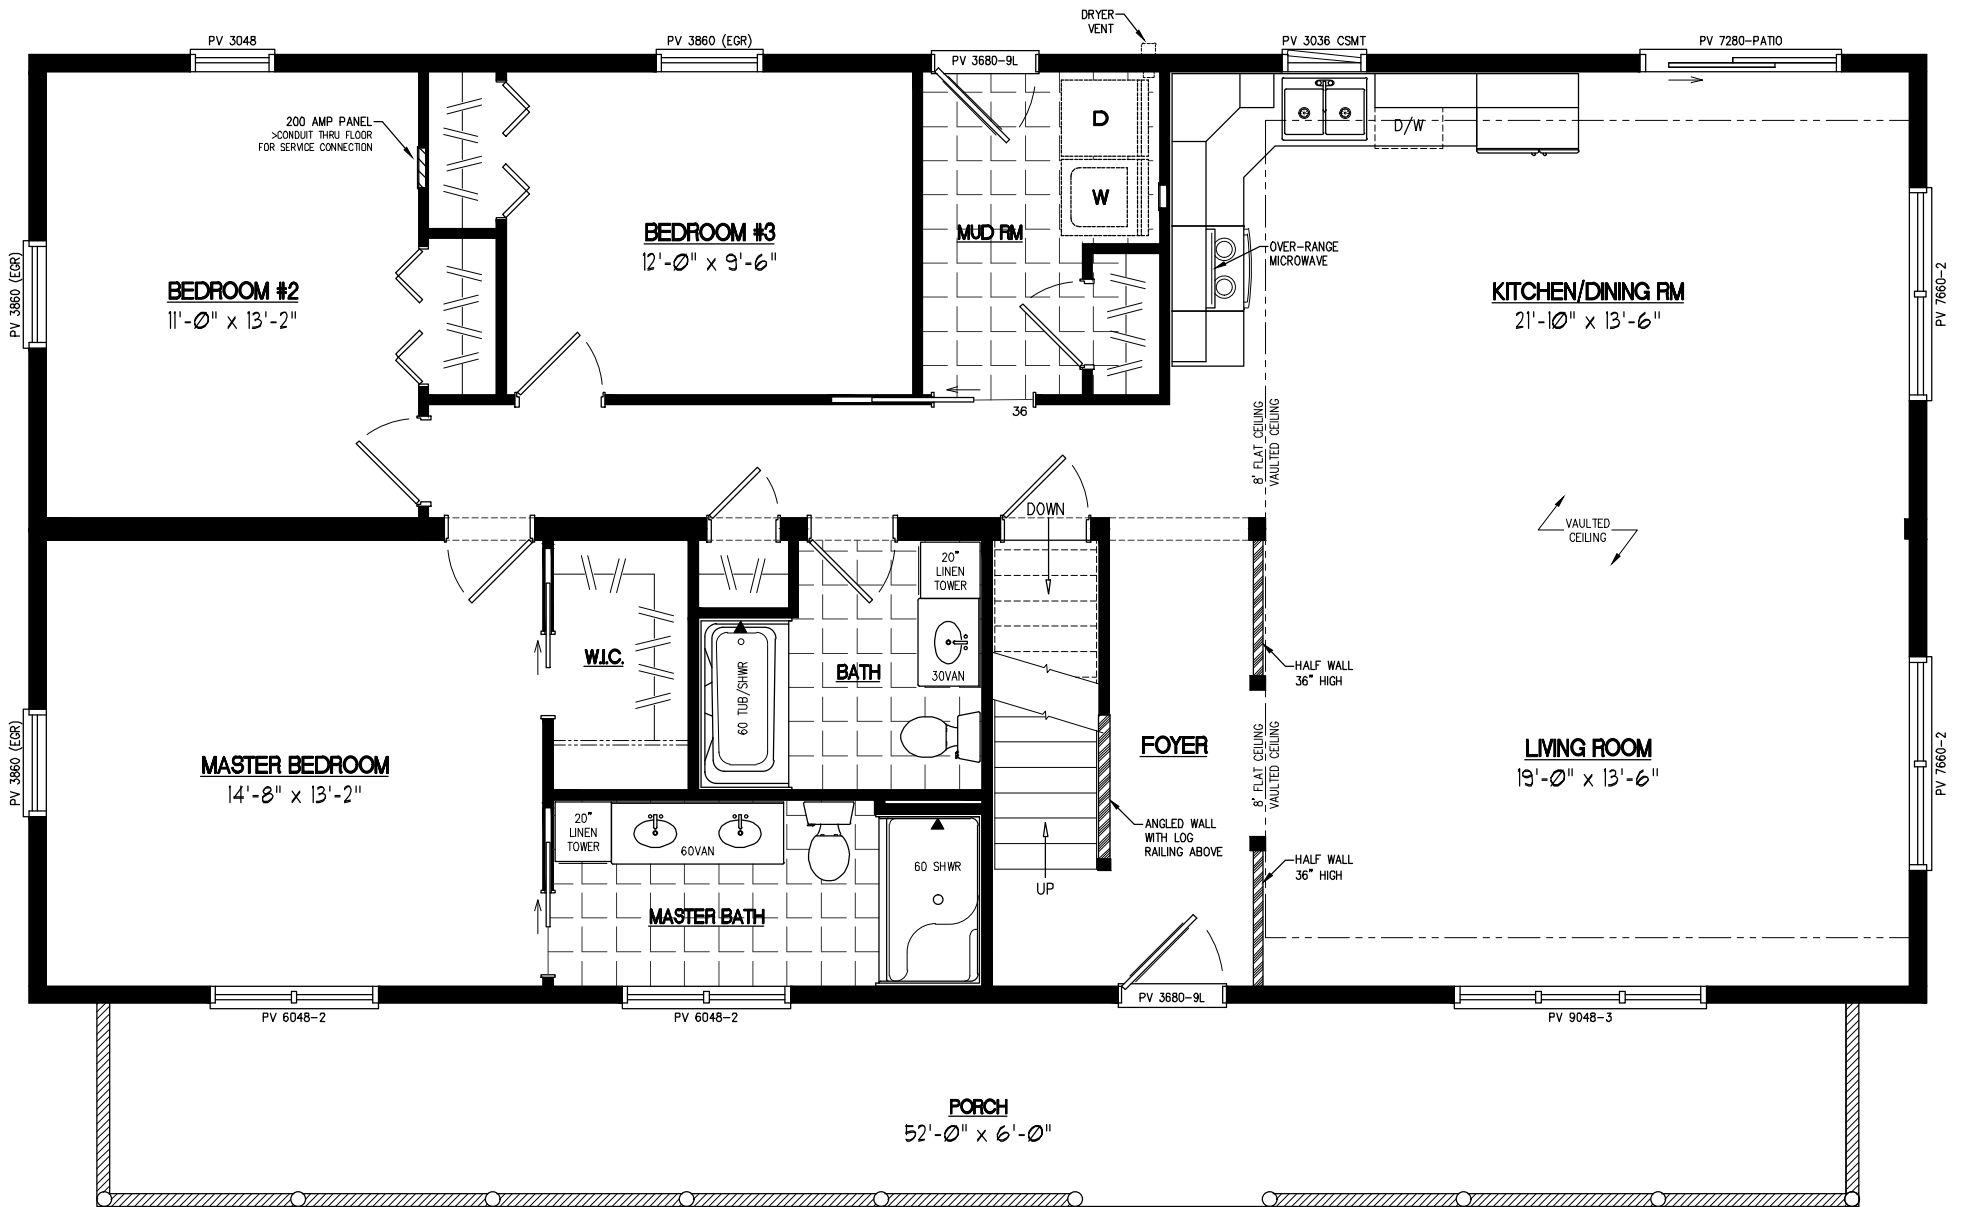 DRYER
VENT
PV 3048
PV 3860 (EGR)
PV 3680-9L
PV 3036 CSMT
PV 7280-PATIO
200 AMP PANEL
>CONDUIT THRU FLOOR
FOR SERVICE CONNECTION
D
W
D/W
MUD RM
BEDROOM #3
12'-0" x 9'-6"
OVER-RANGE
MICROWAVE
BEDROOM #2
11'-0" x 13'-2"
KITCHEN/DINING RM
21'-10" x 13'-6"
PV 3860 (EGR)
PV 7660-2
36
8' FLAT CEILING
VAULTED CEILING
DOWN
VAULTED
CEILING
20"
LINEN
TOWER
W.I.C.
60 TUB/SHWR
BATH
30VAN
HALF WALL
36" HIGH
FOYER
8' FLAT CEILING
VAULTED CEILING
MASTER BEDROOM
14'-8" x 13'-2"
LIVING ROOM
19'-0" x 13'-6"
PV 3860 (EGR)
PV 7660-2
20"
LINEN
TOWER
60VAN
60 SHWR
ANGLED WALL
WITH LOG
RAILING ABOVE
HALF WALL
36" HIGH
UP
MASTER BATH
PV 6048-2
PV 6048-2
PV 3680-9L
PV 9048-3
PORCH
52'-0" x 6'-0"